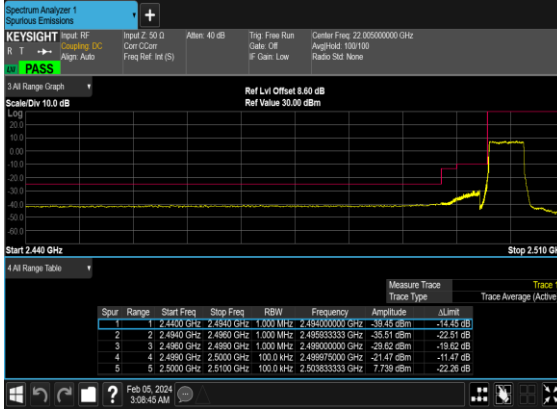 Spectrum Analyzer 1
Spurious Emissions
+
KEYSIGHT Input: RF Input Z: 50 Ω Atten: 40 dB Trig: Free Run Center Freq: 22.005000000 GHz
R T Coupling: DC Corr CCorr Gate: Off Avg|Hold: 100/100
Align: Auto Freq Ref: Int (S) IF Gain: Low Radio Std: None
PASS
3 All Range Graph
Ref Lvl Offset 8.60 dB
Scale/Div 10.0 dB Ref Value 30.00 dBm
Log
20.0
10.0
0.00
-10.0
-20.0
-30.0
-40.0
-50.0
-60.0
Start 2.440 GHz Stop 2.510 GH
4 All Range Table
Measure Trace Trace 1
Trace Type Trace Average (Active
Spur Range Start Freq Stop Freq RBW Frequency Amplitude ΔLimit
1 1 2.4400 GHz 2.4940 GHz 1.000 MHz 2.494000000 GHz -39.45 dBm -14.45 dB
2 2 2.4940 GHz 2.4960 GHz 1.000 MHz 2.495933333 GHz -35.51 dBm -22.51 dB
3 3 2.4960 GHz 2.4990 GHz 1.000 MHz 2.499000000 GHz -29.62 dBm -19.62 dB
4 4 2.4990 GHz 2.5000 GHz 100.0 kHz 2.499975000 GHz -21.47 dBm -11.47 dB
5 5 2.5000 GHz 2.5100 GHz 100.0 kHz 2.503833333 GHz 7.739 dBm -22.26 dB
? Feb 05, 2024
3:08:45 AM